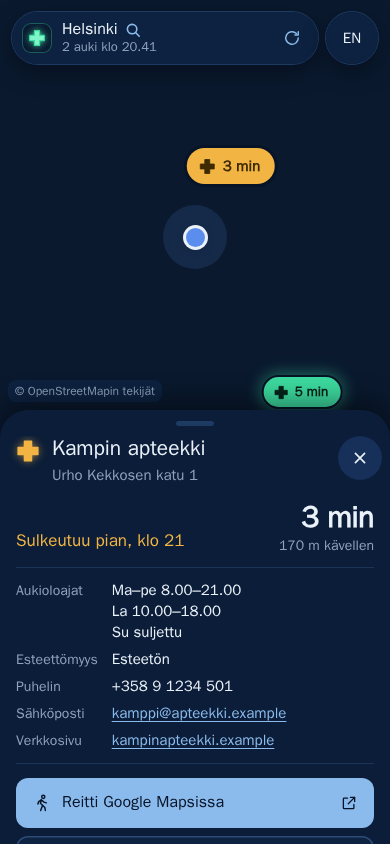 Helsinki
2 auki klo 20.41
EN
3 min
© OpenStreetMapin tekijät
5 min
Kampin apteekki
Urho Kekkosen katu 1
3 min
Sulkeutuu pian, klo 21
170 m kävellen
Aukioloajat Ma–pe 8.00–21.00
La 10.00–18.00
Su suljettu
Esteettömyys Esteetön
Puhelin +358 9 1234 501
Sähköposti kamppi@apteekki.example
Verkkosivu kampinapteekki.example
Reitti Google Mapsissa